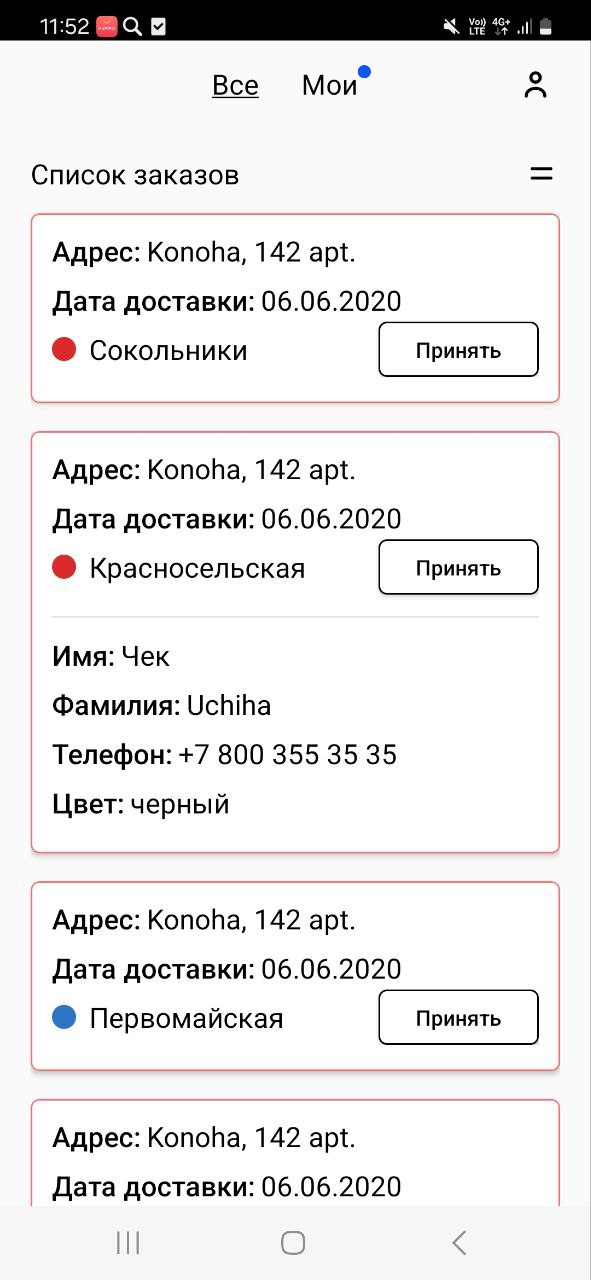 11:52
Vo)) 4G+
LTE
Все Мои
Список заказов
Адрес: Konoha, 142 apt.
Дата доставки: 06.06.2020
Сокольники Принять
Адрес: Konoha, 142 apt.
Дата доставки: 06.06.2020
Красносельская Принять
Имя: Чек
Фамилия: Uchiha
Телефон: +7 800 355 35 35
Цвет: черный
Адрес: Konoha, 142 apt.
Дата доставки: 06.06.2020
Первомайская Принять
Адрес: Konoha, 142 apt.
Дата доставки: 06.06.2020